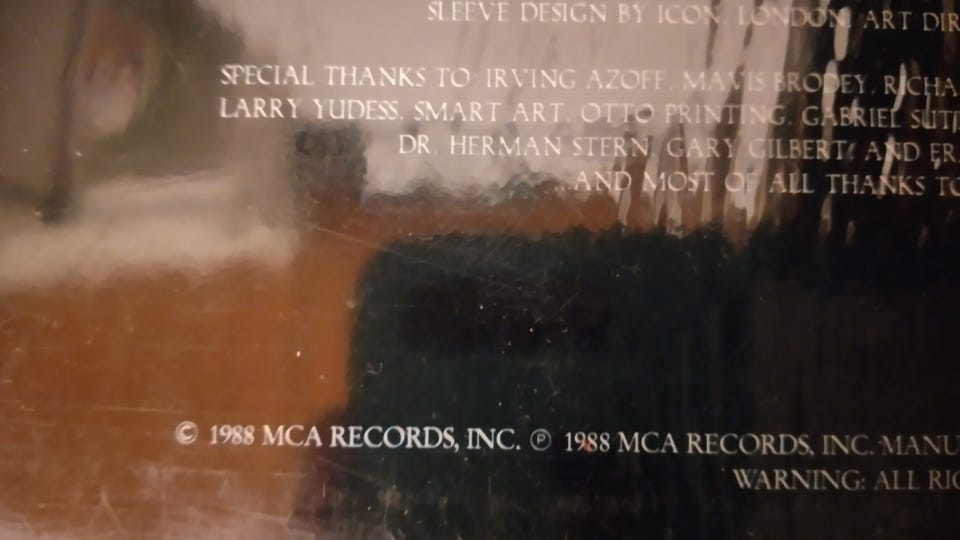 SLEEVE DESIGN BY ICON, LONDON, ART DIR
SPECIAL THANKS TO: IRVING AZOFF, MAVIS BRODEY, RICHA
LARRY YUDESS, SMART ART, OTTO PRINTING, GABRIEL SUT
DR. HERMAN STERN, GARY GILBERT, AND FR
...AND MOST OF ALL THANKS TO
© 1988 MCA RECORDS, INC. ℗ 1988 MCA RECORDS, INC. MANU
WARNING: ALL RIG